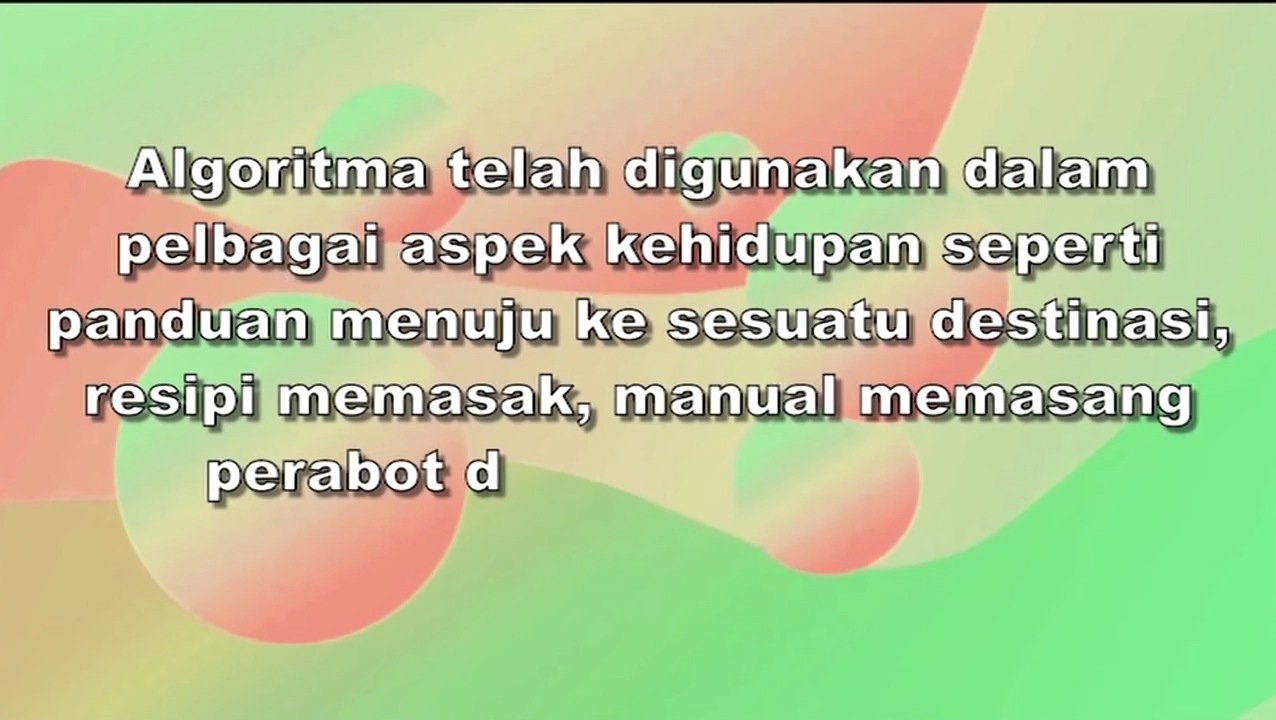 Algoritma telah digunakan dalam
pelbagai aspek kehidupan seperti
panduan menuju ke sesuatu destinasi,
resipi memasak, manual memasang
perabot d